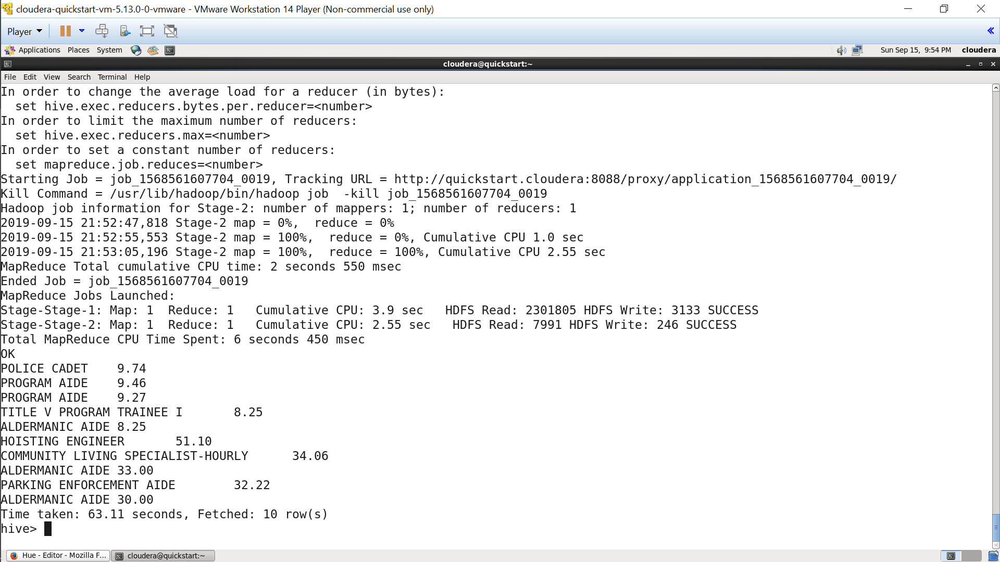 cloudera-quickstart-vm-5.13.0-0-vmware - VMware Workstation 14 Player (Non-commercial use only)
Player
Applications Places System Sun Sep 15, 9:54 PM cloudera
cloudera@quickstart:~
File Edit View Search Terminal Help
In order to change the average load for a reducer (in bytes):
  set hive.exec.reducers.bytes.per.reducer=<number>
In order to limit the maximum number of reducers:
  set hive.exec.reducers.max=<number>
In order to set a constant number of reducers:
  set mapreduce.job.reduces=<number>
Starting Job = job_1568561607704_0019, Tracking URL = http://quickstart.cloudera:8088/proxy/application_1568561607704_0019/
Kill Command = /usr/lib/hadoop/bin/hadoop job  -kill job_1568561607704_0019
Hadoop job information for Stage-2: number of mappers: 1; number of reducers: 1
2019-09-15 21:52:47,818 Stage-2 map = 0%,  reduce = 0%
2019-09-15 21:52:55,553 Stage-2 map = 100%,  reduce = 0%, Cumulative CPU 1.0 sec
2019-09-15 21:53:05,196 Stage-2 map = 100%,  reduce = 100%, Cumulative CPU 2.55 sec
MapReduce Total cumulative CPU time: 2 seconds 550 msec
Ended Job = job_1568561607704_0019
MapReduce Jobs Launched:
Stage-Stage-1: Map: 1  Reduce: 1   Cumulative CPU: 3.9 sec   HDFS Read: 2301805 HDFS Write: 3133 SUCCESS
Stage-Stage-2: Map: 1  Reduce: 1   Cumulative CPU: 2.55 sec   HDFS Read: 7991 HDFS Write: 246 SUCCESS
Total MapReduce CPU Time Spent: 6 seconds 450 msec
OK
POLICE CADET    9.74
PROGRAM AIDE    9.46
PROGRAM AIDE    9.27
TITLE V PROGRAM TRAINEE I       8.25
ALDERMANIC AIDE 8.25
HOISTING ENGINEER       51.10
COMMUNITY LIVING SPECIALIST-HOURLY      34.06
ALDERMANIC AIDE 33.00
PARKING ENFORCEMENT AIDE        32.22
ALDERMANIC AIDE 30.00
Time taken: 63.11 seconds, Fetched: 10 row(s)
hive>
Hue - Editor - Mozilla F... cloudera@quickstart:~